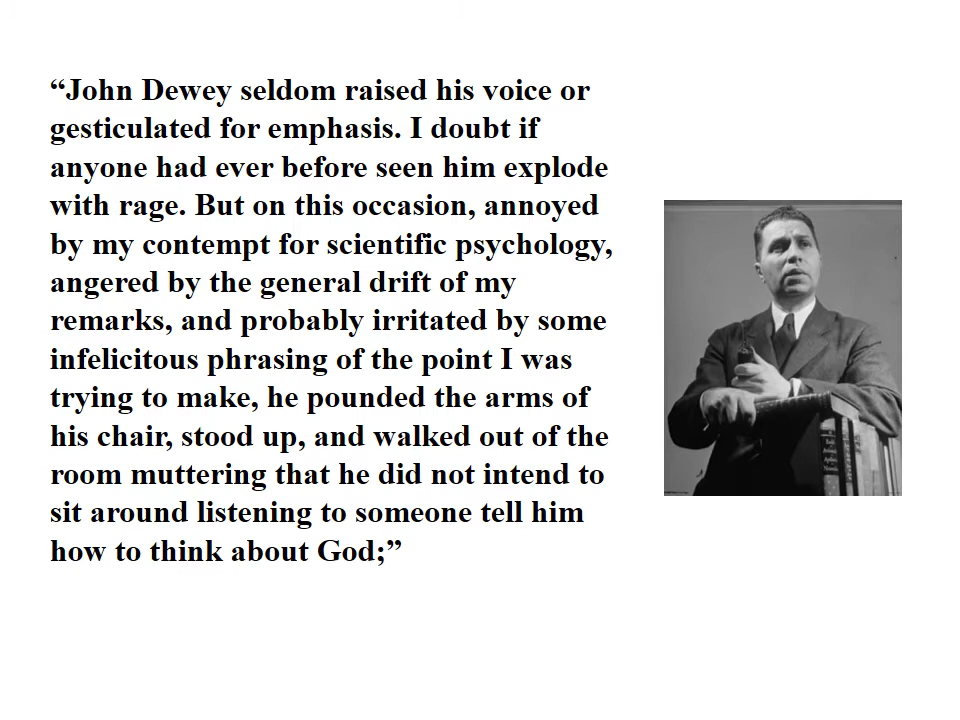 “John Dewey seldom raised his voice or
gesticulated for emphasis. I doubt if
anyone had ever before seen him explode
with rage. But on this occasion, annoyed
by my contempt for scientific psychology,
angered by the general drift of my
remarks, and probably irritated by some
infelicitous phrasing of the point I was
trying to make, he pounded the arms of
his chair, stood up, and walked out of the
room muttering that he did not intend to
sit around listening to someone tell him
how to think about God;”